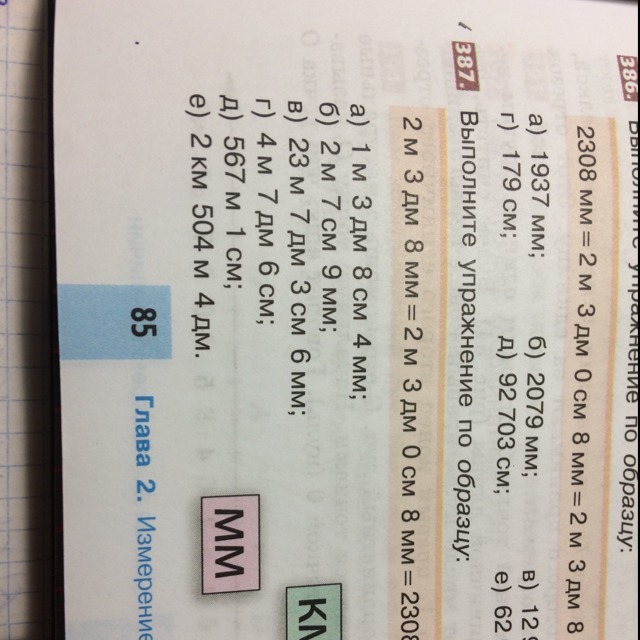 386. Выполните упражнение по образцу:
2308 мм = 2 м 3 дм 0 см 8 мм = 2 м 3 дм 8
а) 1937 мм; б) 2079 мм; в) 12
г) 179 см; д) 92 703 см; е) 62
387. Выполните упражнение по образцу:
2 м 3 дм 8 мм = 2 м 3 дм 0 см 8 мм = 2308
а) 1 м 3 дм 8 см 4 мм;
б) 2 м 7 см 9 мм;
в) 23 м 7 дм 3 см 6 мм;
г) 4 м 7 дм 6 см;
д) 567 м 1 см;
е) 2 км 504 м 4 дм.
КМ
ММ
85 Глава 2. Измерение